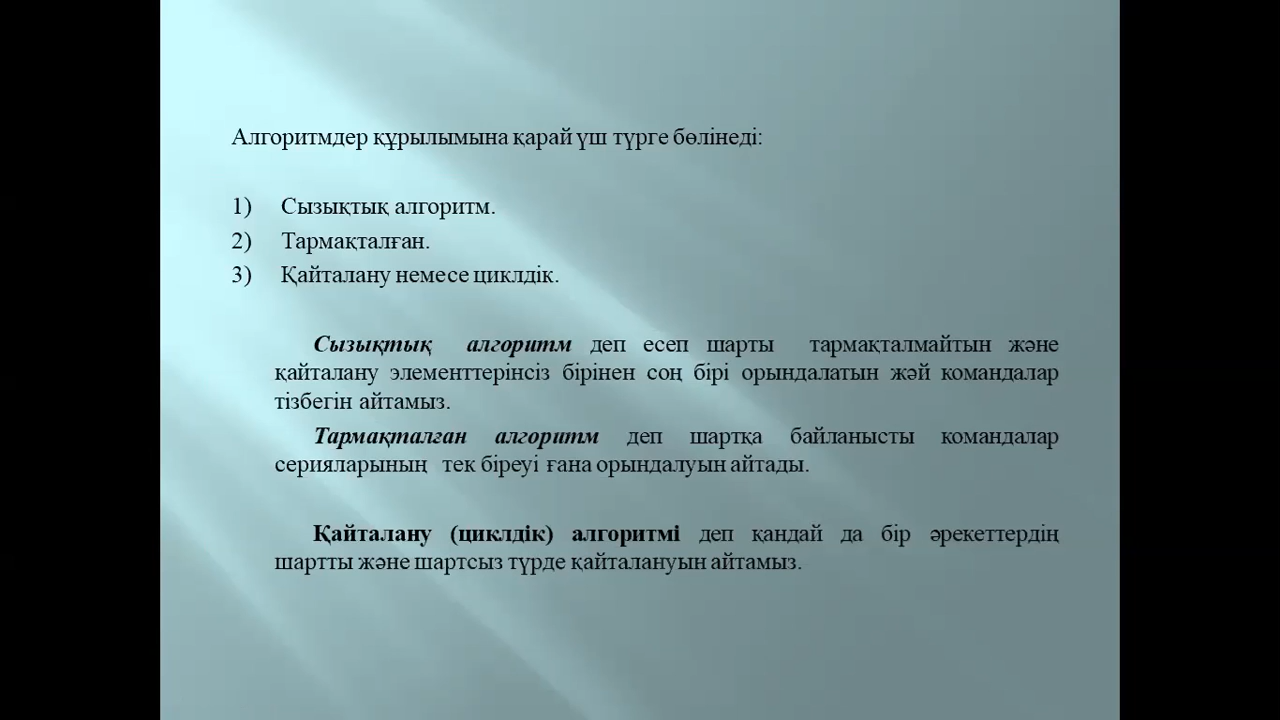 Алгоритмдер құрылымына қарай үш түрге бөлінеді:
1) Сызықтық алгоритм.
2) Тармақталған.
3) Қайталану немесе циклдік.
Сызықтық алгоритм деп есеп шарты тармақталмайтын және
қайталану элементтерінсіз бірінен соң бірі орындалатын жәй командалар
тізбегін айтамыз.
Тармақталған алгоритм деп шартқа байланысты командалар
серияларының тек біреуі ғана орындалуын айтады.
Қайталану (циклдік) алгоритмі деп қандай да бір әрекеттердің
шартты және шартсыз түрде қайталануын айтамыз.